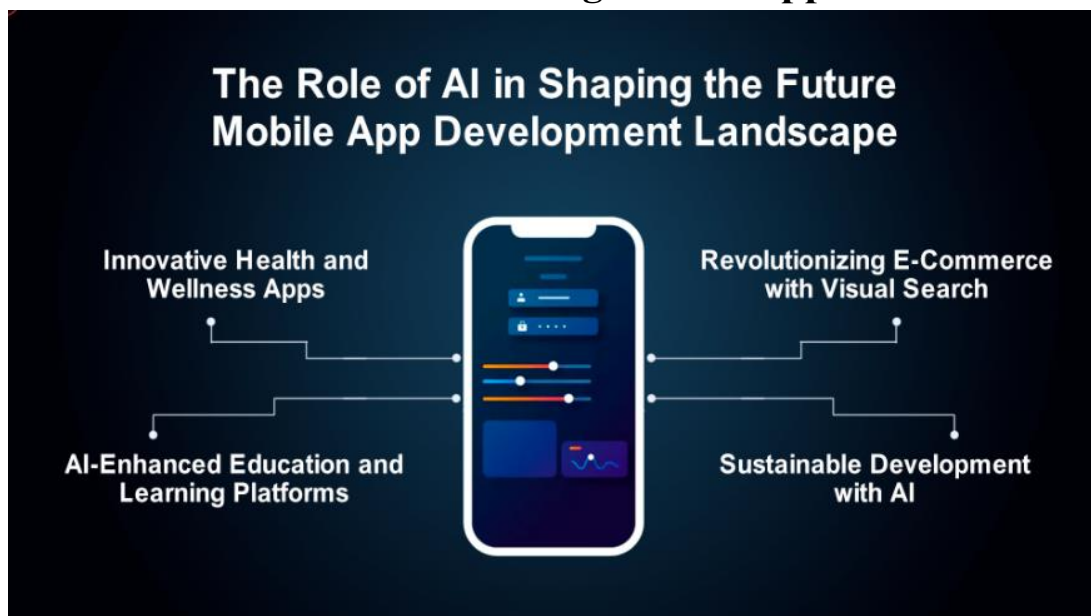 The Role of AI in Shaping the Future
Mobile App Development Landscape
Innovative Health and
Wellness Apps
Revolutionizing E-Commerce
with Visual Search
AI-Enhanced Education and
Learning Platforms
Sustainable Development
with AI